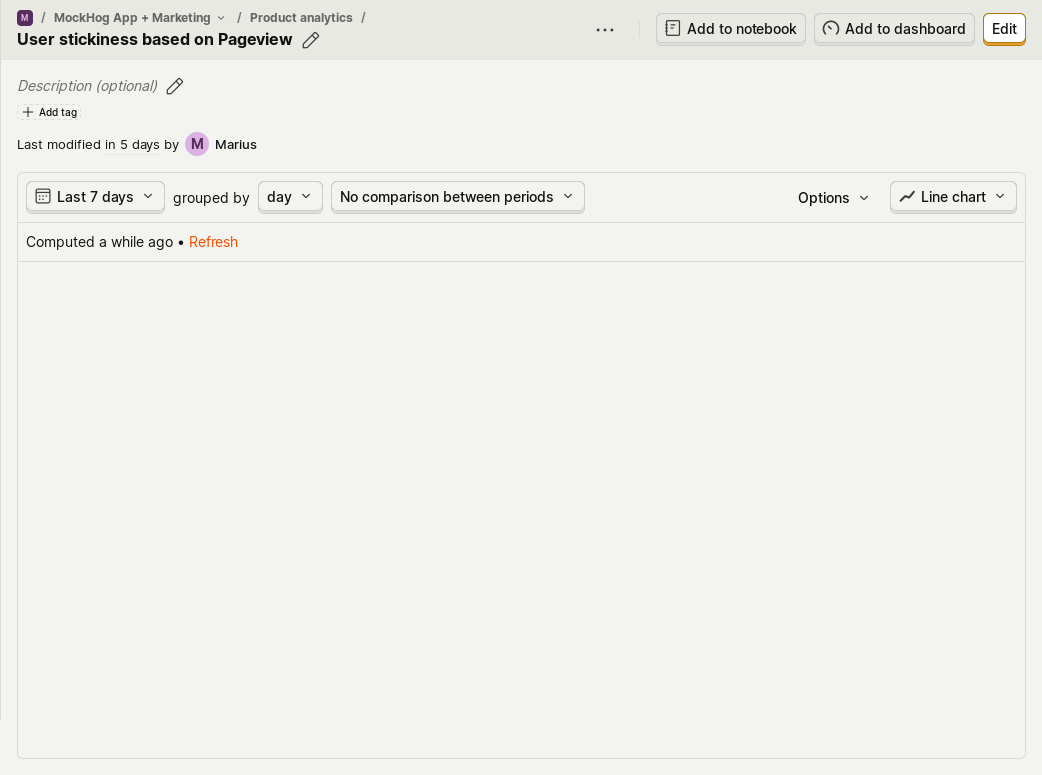 M / MockHog App + Marketing / Product analytics /
User stickiness based on Pageview
Add to notebook
Add to dashboard
Edit
Description (optional)
Add tag
Last modified in 5 days by M Marius
Last 7 days grouped by day No comparison between periods Options Line chart
Computed a while ago • Refresh